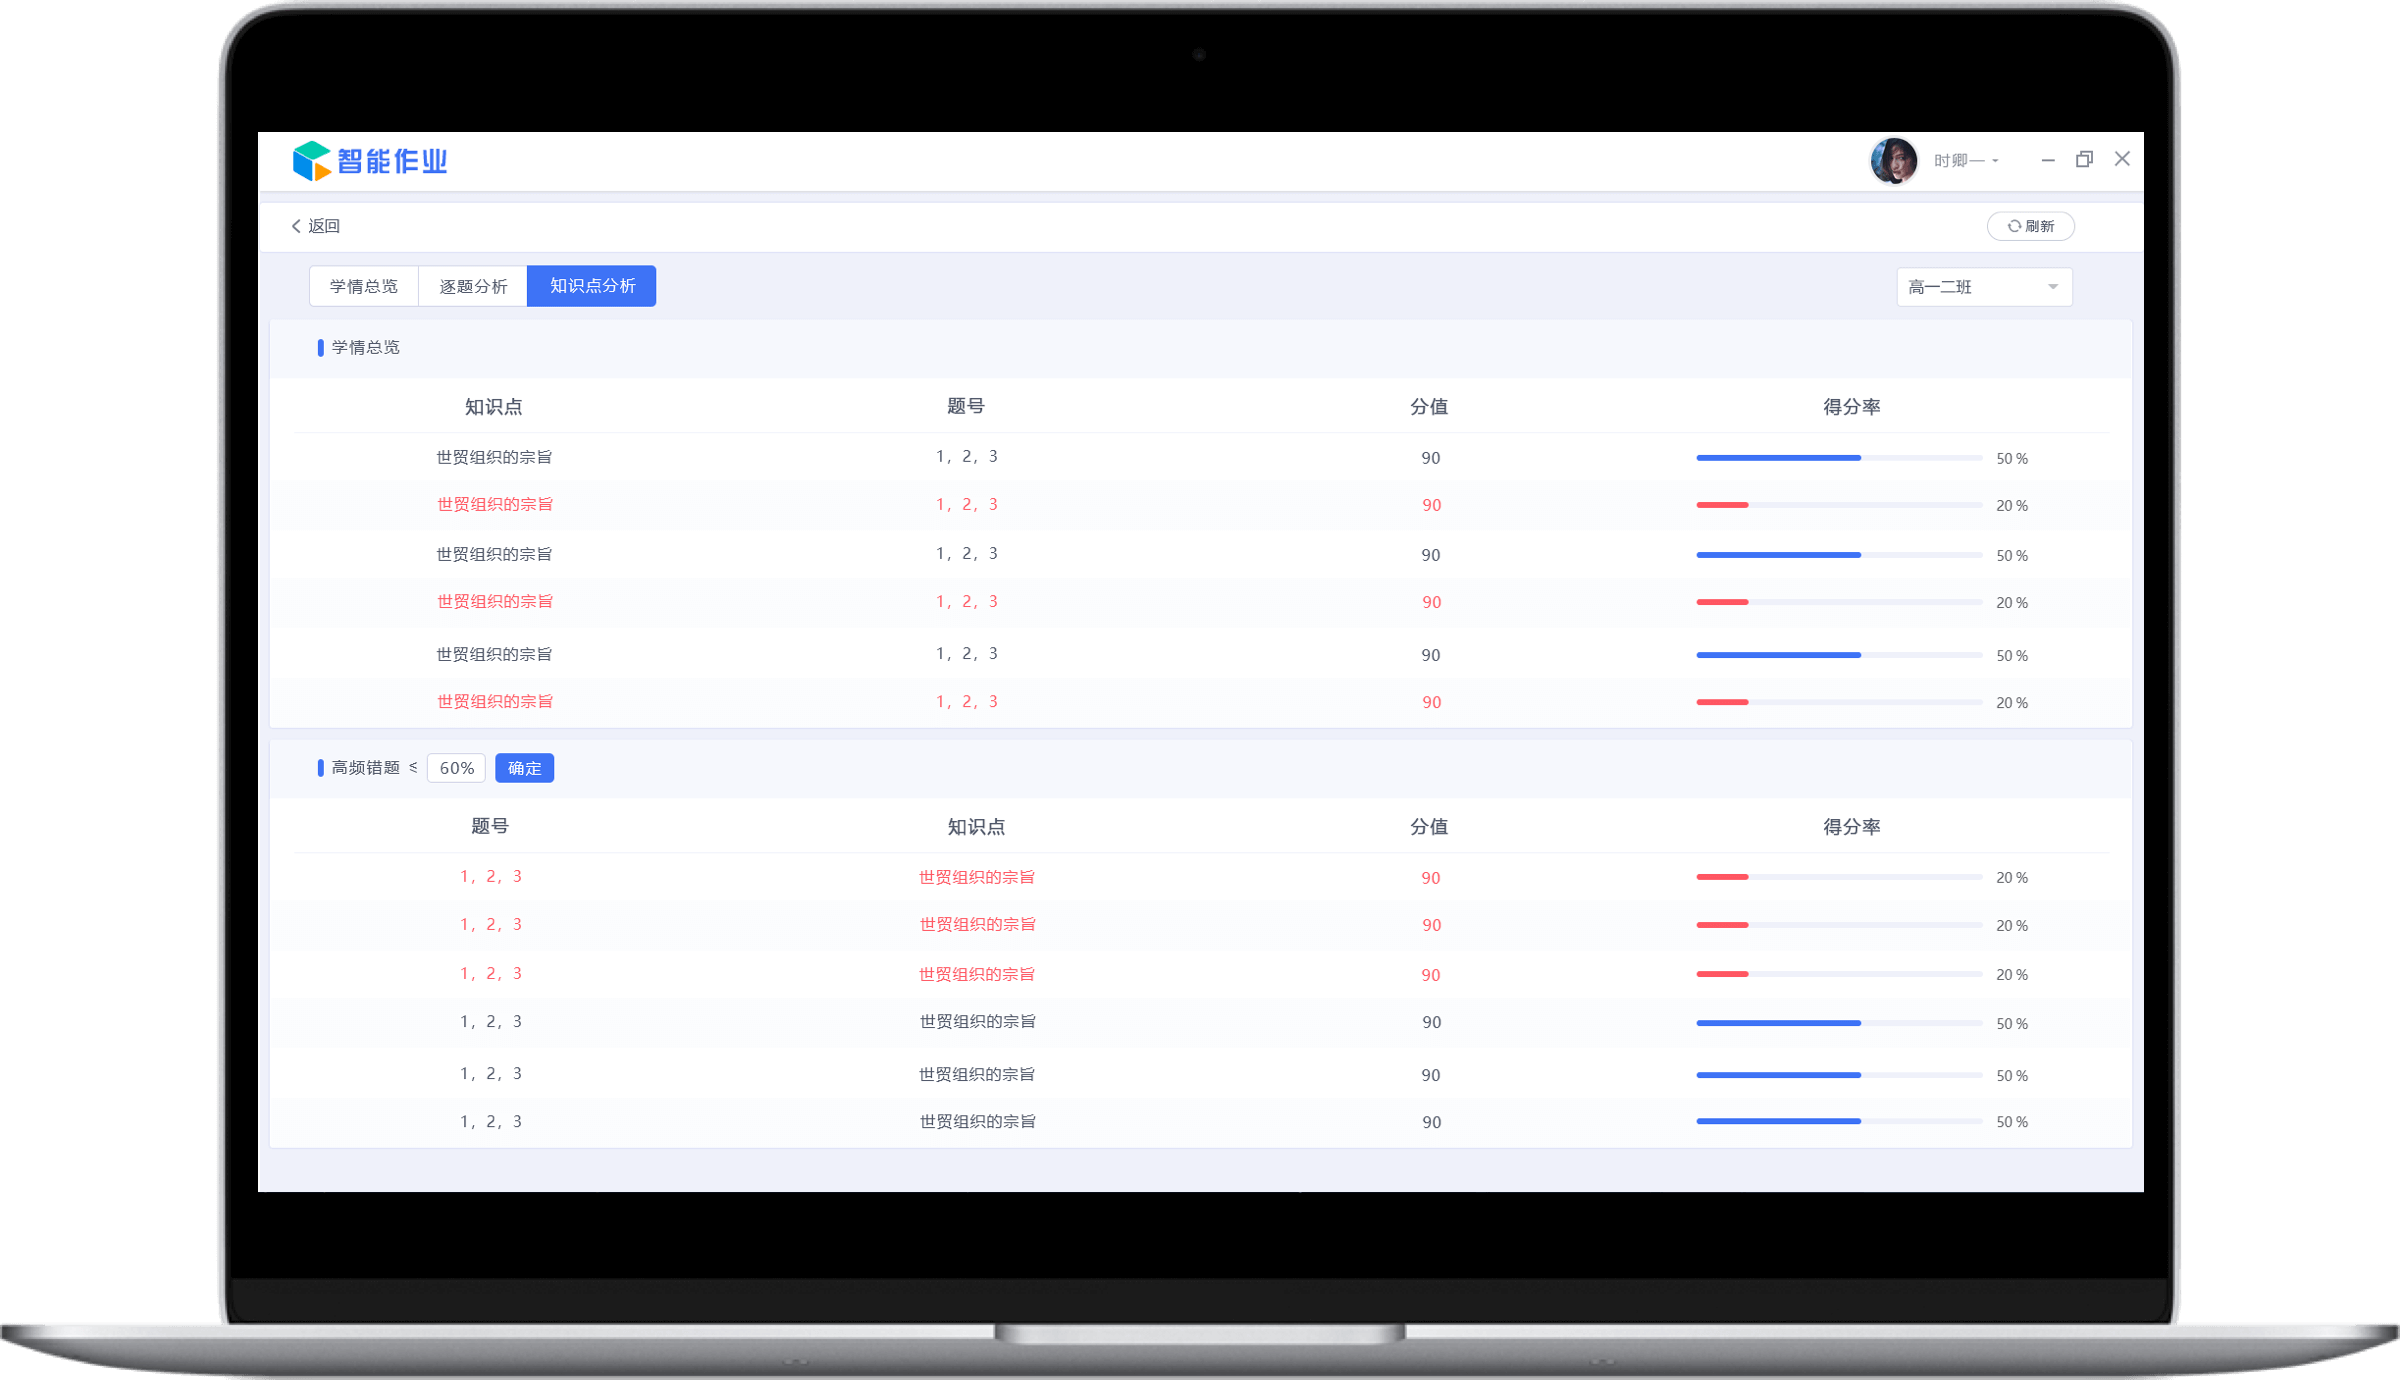 智能作业
时卿一
返回
刷新
学情总览 逐题分析 知识点分析
高一二班
学情总览
知识点 题号 分值 得分率
世贸组织的宗旨 1，2，3 90 50 %
世贸组织的宗旨 1，2，3 90 20 %
世贸组织的宗旨 1，2，3 90 50 %
世贸组织的宗旨 1，2，3 90 20 %
世贸组织的宗旨 1，2，3 90 50 %
世贸组织的宗旨 1，2，3 90 20 %
高频错题 ≤ 60% 确定
题号 知识点 分值 得分率
1，2，3 世贸组织的宗旨 90 20 %
1，2，3 世贸组织的宗旨 90 20 %
1，2，3 世贸组织的宗旨 90 20 %
1，2，3 世贸组织的宗旨 90 50 %
1，2，3 世贸组织的宗旨 90 50 %
1，2，3 世贸组织的宗旨 90 50 %